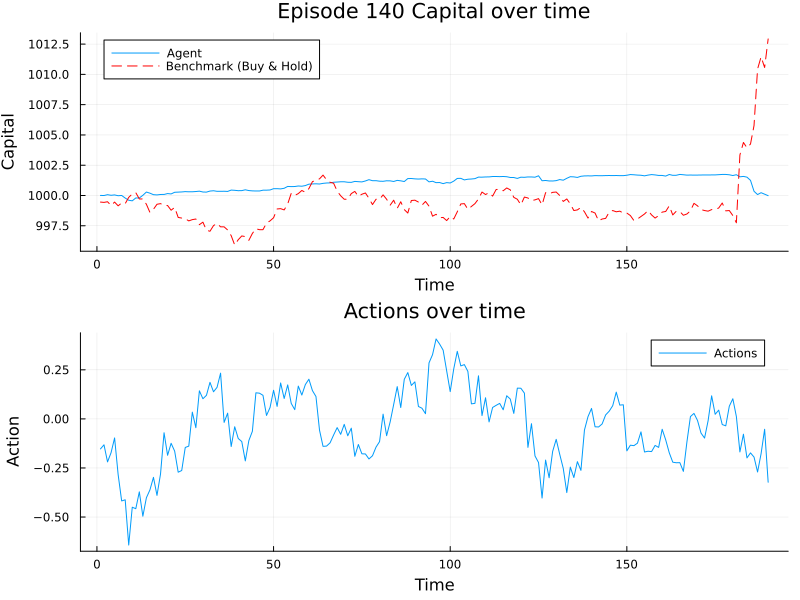 Episode 140 Capital over time
Capital
1012.5
1010.0
1007.5
1005.0
1002.5
1000.0
997.5
Agent
Benchmark (Buy & Hold)
0
50
100
150
Time
Actions over time
Action
0.25
0.00
−0.25
−0.50
Actions
0
50
100
150
Time